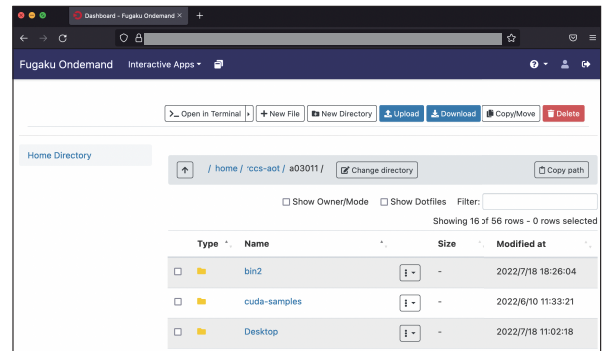 Dashboard - Fugaku Ondemand
Fugaku Ondemand Interactive Apps
Open in Terminal New File New Directory Upload Download Copy/Move Delete
Home Directory
/ home / ccs-aot / a03011 / Change directory Copy path
Show Owner/Mode Show Dotfiles Filter:
Showing 16 of 56 rows - 0 rows selected
Type Name Size Modified at
bin2 - 2022/7/18 18:26:04
cuda-samples - 2022/6/10 11:33:21
Desktop - 2022/7/18 11:02:18